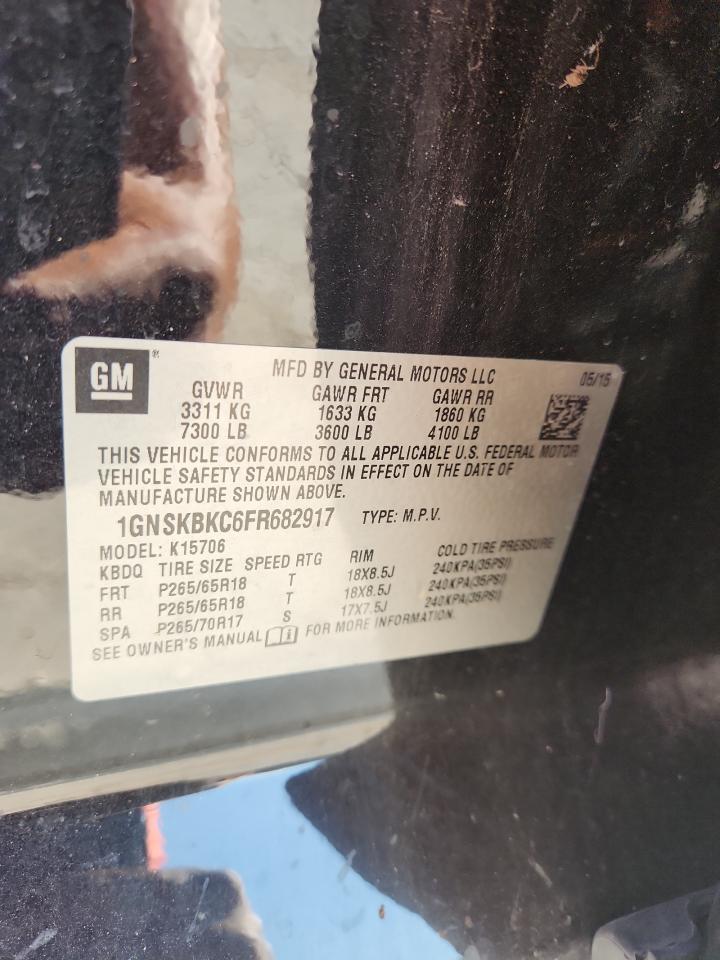 GM® MFD BY GENERAL MOTORS LLC 05/15
GVWR GAWR FRT GAWR RR
3311 KG 1633 KG 1860 KG
7300 LB 3600 LB 4100 LB
THIS VEHICLE CONFORMS TO ALL APPLICABLE U.S. FEDERAL MOTOR
VEHICLE SAFETY STANDARDS IN EFFECT ON THE DATE OF
MANUFACTURE SHOWN ABOVE.
1GNSKBKC6FR682917 TYPE: M.P.V.
MODEL: K15706
KBDQ TIRE SIZE SPEED RTG RIM COLD TIRE PRESSURE
FRT P265/65R18 T 18X8.5J 240KPA(35PSI)
RR P265/65R18 T 18X8.5J 240KPA(35PSI)
SPA P265/70R17 S 17X7.5J 240KPA(35PSI)
SEE OWNER'S MANUAL FOR MORE INFORMATION.